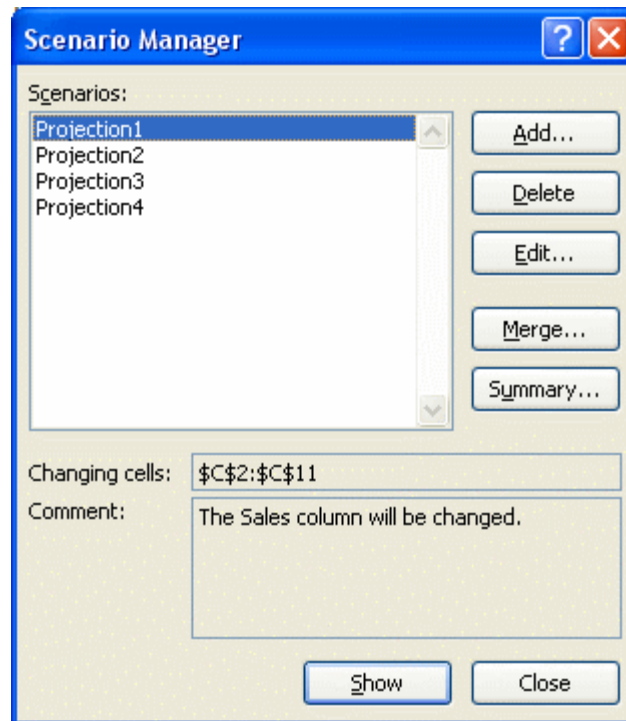 Scenario Manager
?
Scenarios:
Projection1
Projection2
Projection3
Projection4
Add...
Delete
Edit...
Merge...
Summary...
Changing cells: $C$2:$C$11
Comment: The Sales column will be changed.
Show Close